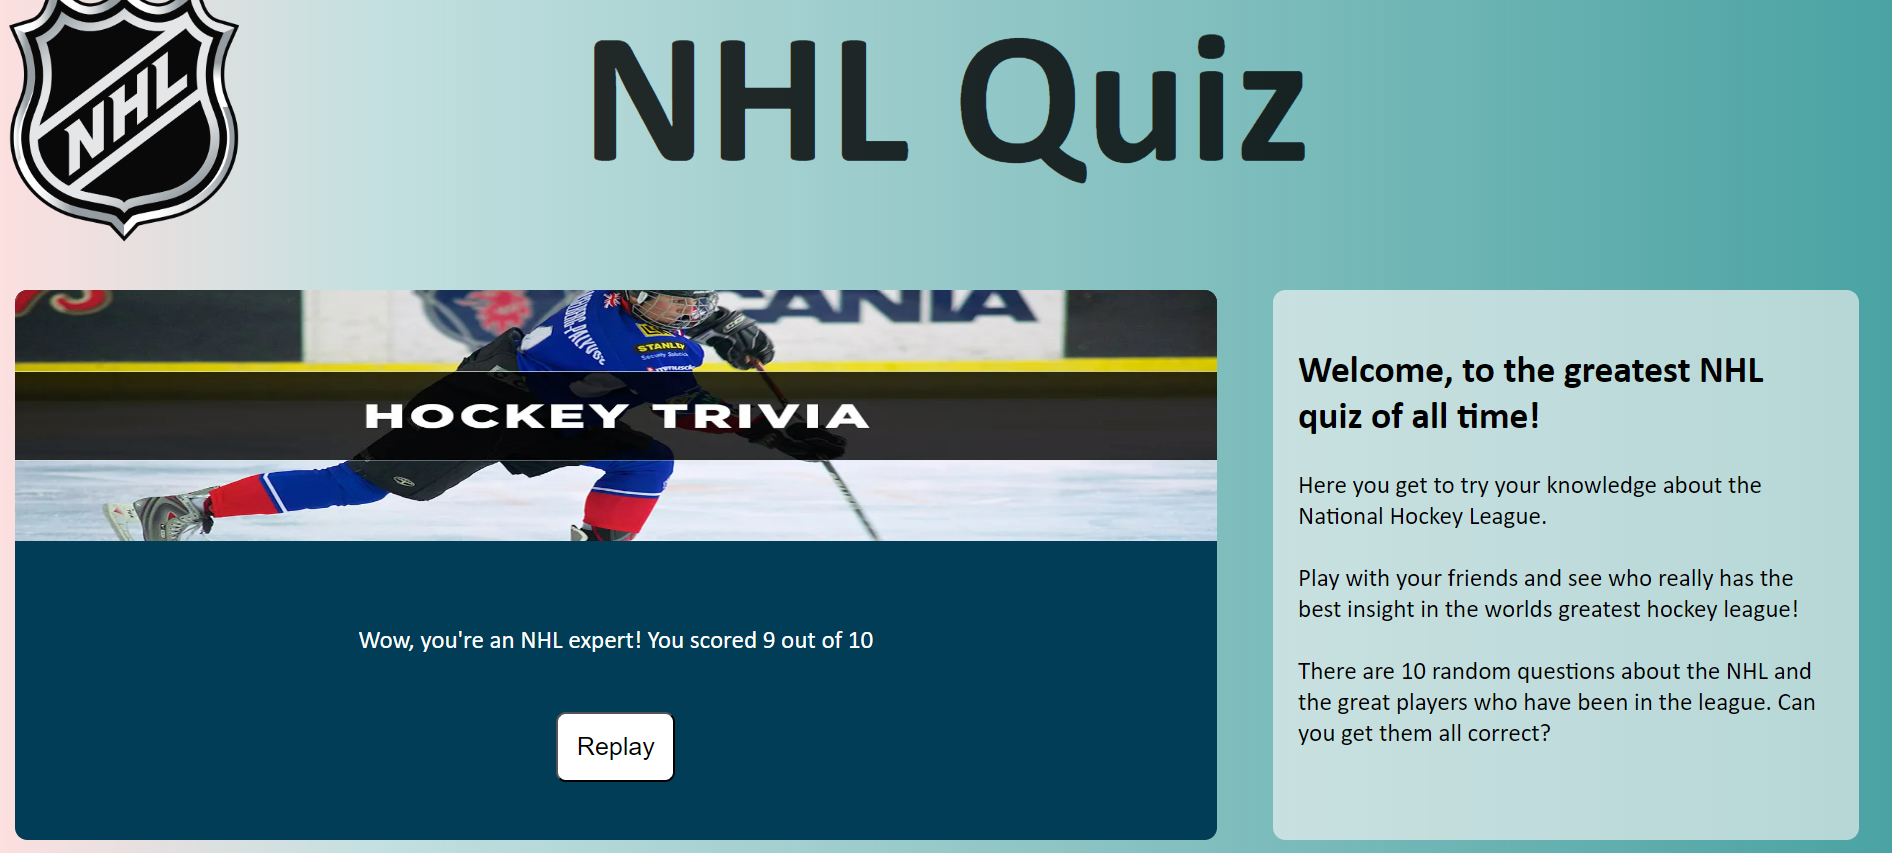 NHL
NHL Quiz
SCANIA
STANLEY
Security Solutions
HOCKEY TRIVIA
Wow, you're an NHL expert! You scored 9 out of 10
Replay
Welcome, to the greatest NHL
quiz of all time!
Here you get to try your knowledge about the
National Hockey League.
Play with your friends and see who really has the
best insight in the worlds greatest hockey league!
There are 10 random questions about the NHL and
the great players who have been in the league. Can
you get them all correct?